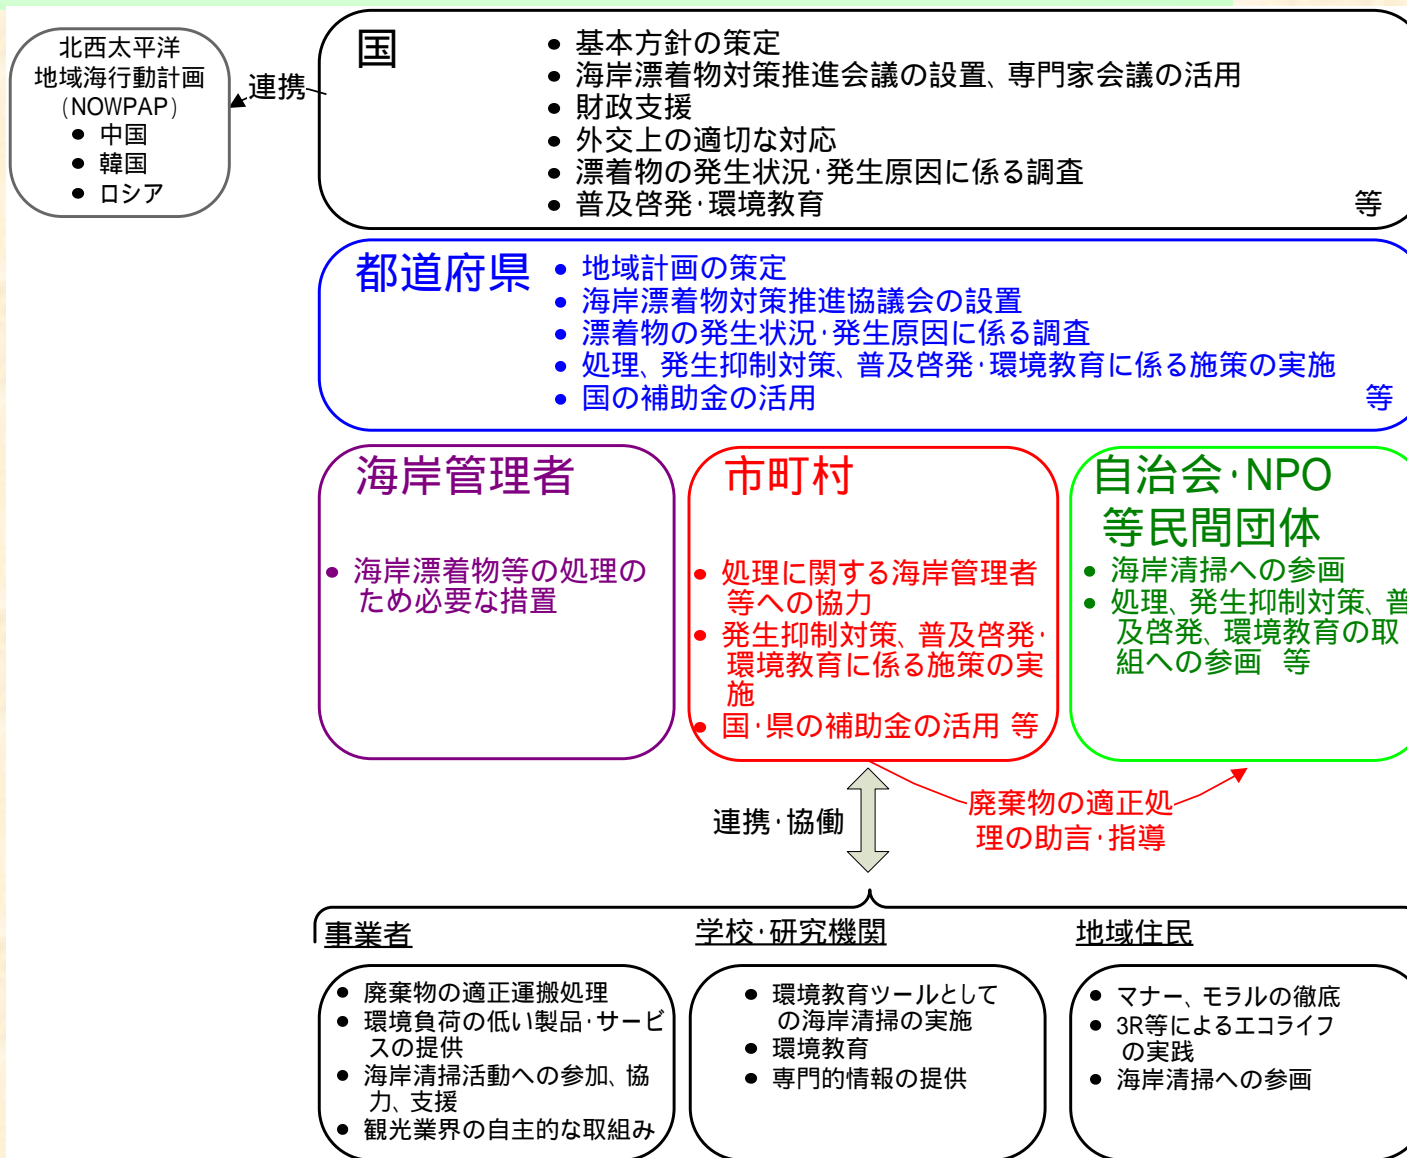 北西太平洋
地域海行動計画
(NOWPAP)
● 中国
● 韓国
● ロシア
連携
国
● 基本方針の策定
● 海岸漂着物対策推進会議の設置、専門家会議の活用
● 財政支援
● 外交上の適切な対応
● 漂着物の発生状況・発生原因に係る調査
● 普及啓発・環境教育
等
都道府県
● 地域計画の策定
● 海岸漂着物対策推進協議会の設置
● 漂着物の発生状況・発生原因に係る調査
● 処理、発生抑制対策、普及啓発・環境教育に係る施策の実施
● 国の補助金の活用
等
海岸管理者
● 海岸漂着物等の処理の
ため必要な措置
市町村
● 処理に関する海岸管理者
等への協力
● 発生抑制対策、普及啓発・
環境教育に係る施策の実
施
● 国・県の補助金の活用 等
自治会・NPO
等民間団体
● 海岸清掃への参画
● 処理、発生抑制対策、普
及啓発、環境教育の取
組への参画 等
連携・協働
廃棄物の適正処
理の助言・指導
事業者
● 廃棄物の適正運搬処理
● 環境負荷の低い製品・サービ
スの提供
● 海岸清掃活動への参加、協
力、支援
● 観光業界の自主的な取組み
学校・研究機関
● 環境教育ツールとして
の海岸清掃の実施
● 環境教育
● 専門的情報の提供
地域住民
● マナー、モラルの徹底
● 3R等によるエコライフ
の実践
● 海岸清掃への参画